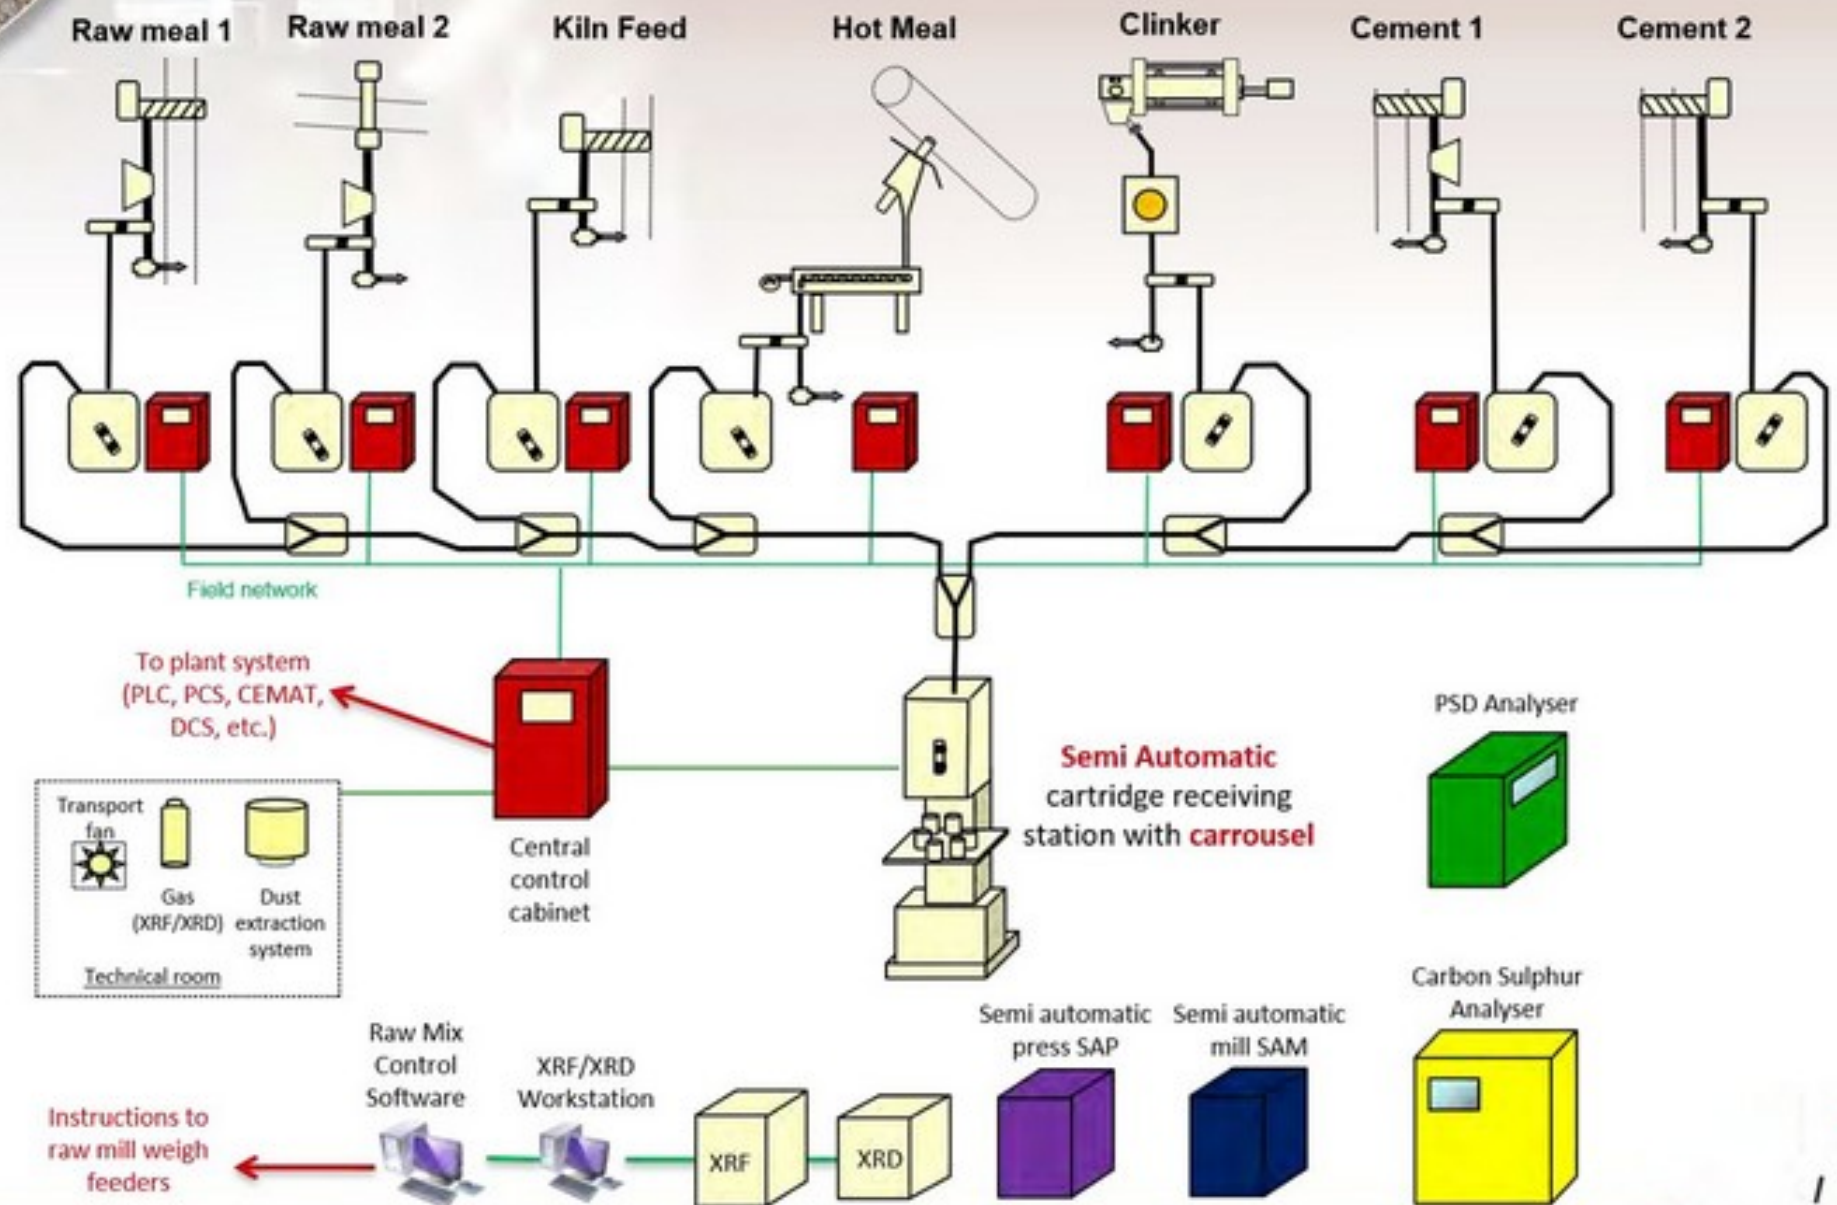 Raw meal 1
Raw meal 2
Kiln Feed
Hot Meal
Clinker
Cement 1
Cement 2
Field network
To plant system
(PLC, PCS, CEMAT,
DCS, etc.)
Transport
fan
Gas
(XRF/XRD)
Dust
extraction
system
Technical room
Central
control
cabinet
Semi Automatic
cartridge receiving
station with carrousel
PSD Analyser
Carbon Sulphur
Analyser
Semi automatic
press SAP
Semi automatic
mill SAM
Raw Mix
Control
Software
XRF/XRD
Workstation
XRF
XRD
Instructions to
raw mill weigh
feeders